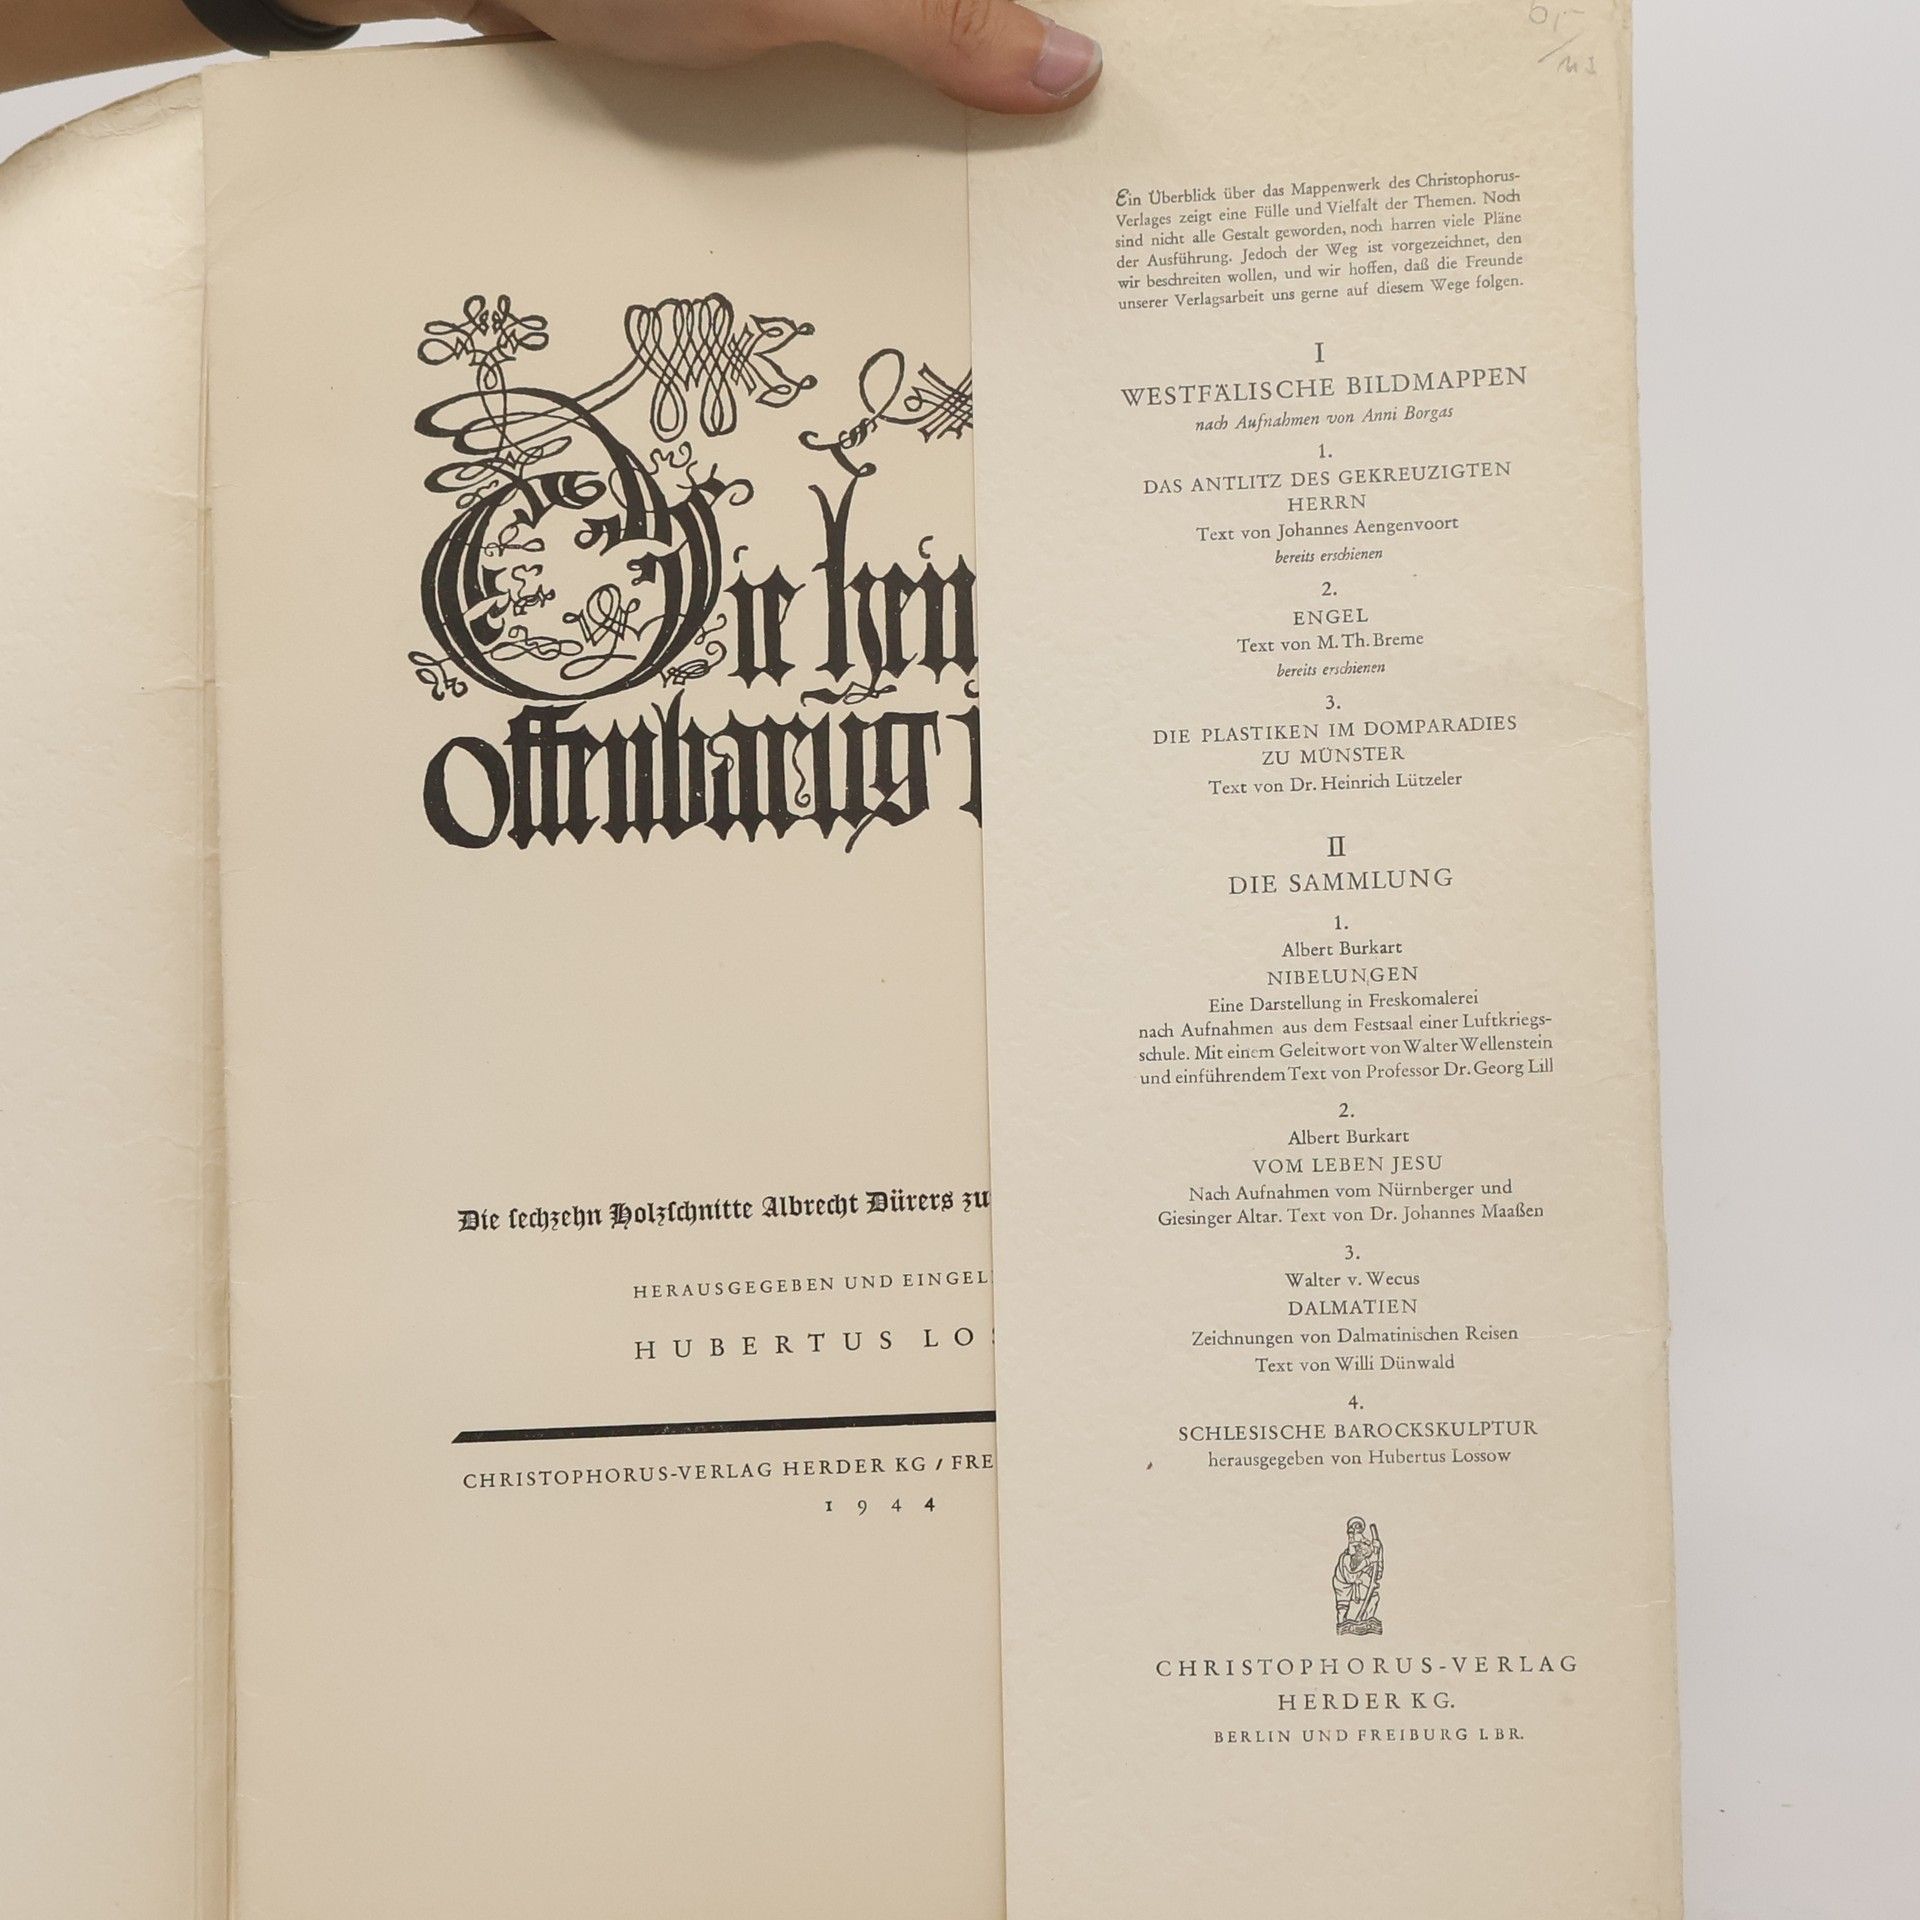 Die hey
Offenbarūg
Die sechzehn Holzschnitte Albrecht Dürers zu
HERAUSGEGEBEN UND EINGEL
HUBERTUS LOS
CHRISTOPHORUS-VERLAG HERDER KG / FRE
1944
6,-
Ein Überblick über das Mappenwerk des Christophorus-
Verlages zeigt eine Fülle und Vielfalt der Themen. Noch
sind nicht alle Gestalt geworden, noch harren viele Pläne
der Ausführung. Jedoch der Weg ist vorgezeichnet, den
wir beschreiten wollen, und wir hoffen, daß die Freunde
unserer Verlagsarbeit uns gerne auf diesem Wege folgen.
I
WESTFÄLISCHE BILDMAPPEN
nach Aufnahmen von Anni Borgas
1.
DAS ANTLITZ DES GEKREUZIGTEN
HERRN
Text von Johannes Aengenvoort
bereits erschienen
2.
ENGEL
Text von M. Th. Breme
bereits erschienen
3.
DIE PLASTIKEN IM DOMPARADIES
ZU MÜNSTER
Text von Dr. Heinrich Lützeler
II
DIE SAMMLUNG
1.
Albert Burkart
NIBELUNGEN
Eine Darstellung in Freskomalerei
nach Aufnahmen aus dem Festsaal einer Luftkriegs-
schule. Mit einem Geleitwort von Walter Wellenstein
und einführendem Text von Professor Dr. Georg Lill
2.
Albert Burkart
VOM LEBEN JESU
Nach Aufnahmen vom Nürnberger und
Giesinger Altar. Text von Dr. Johannes Maaßen
3.
Walter v. Wecus
DALMATIEN
Zeichnungen von Dalmatinischen Reisen
Text von Willi Dünwald
4.
SCHLESISCHE BAROCKSKULPTUR
herausgegeben von Hubertus Lossow
CHRISTOPHORUS-VERLAG
HERDER KG.
BERLIN UND FREIBURG I. BR.